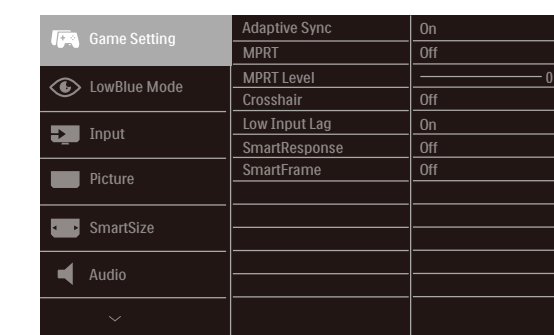 Game Setting
LowBlue Mode
Input
Picture
SmartSize
Audio
Adaptive Sync On
MPRT Off
MPRT Level 0
Crosshair Off
Low Input Lag On
SmartResponse Off
SmartFrame Off